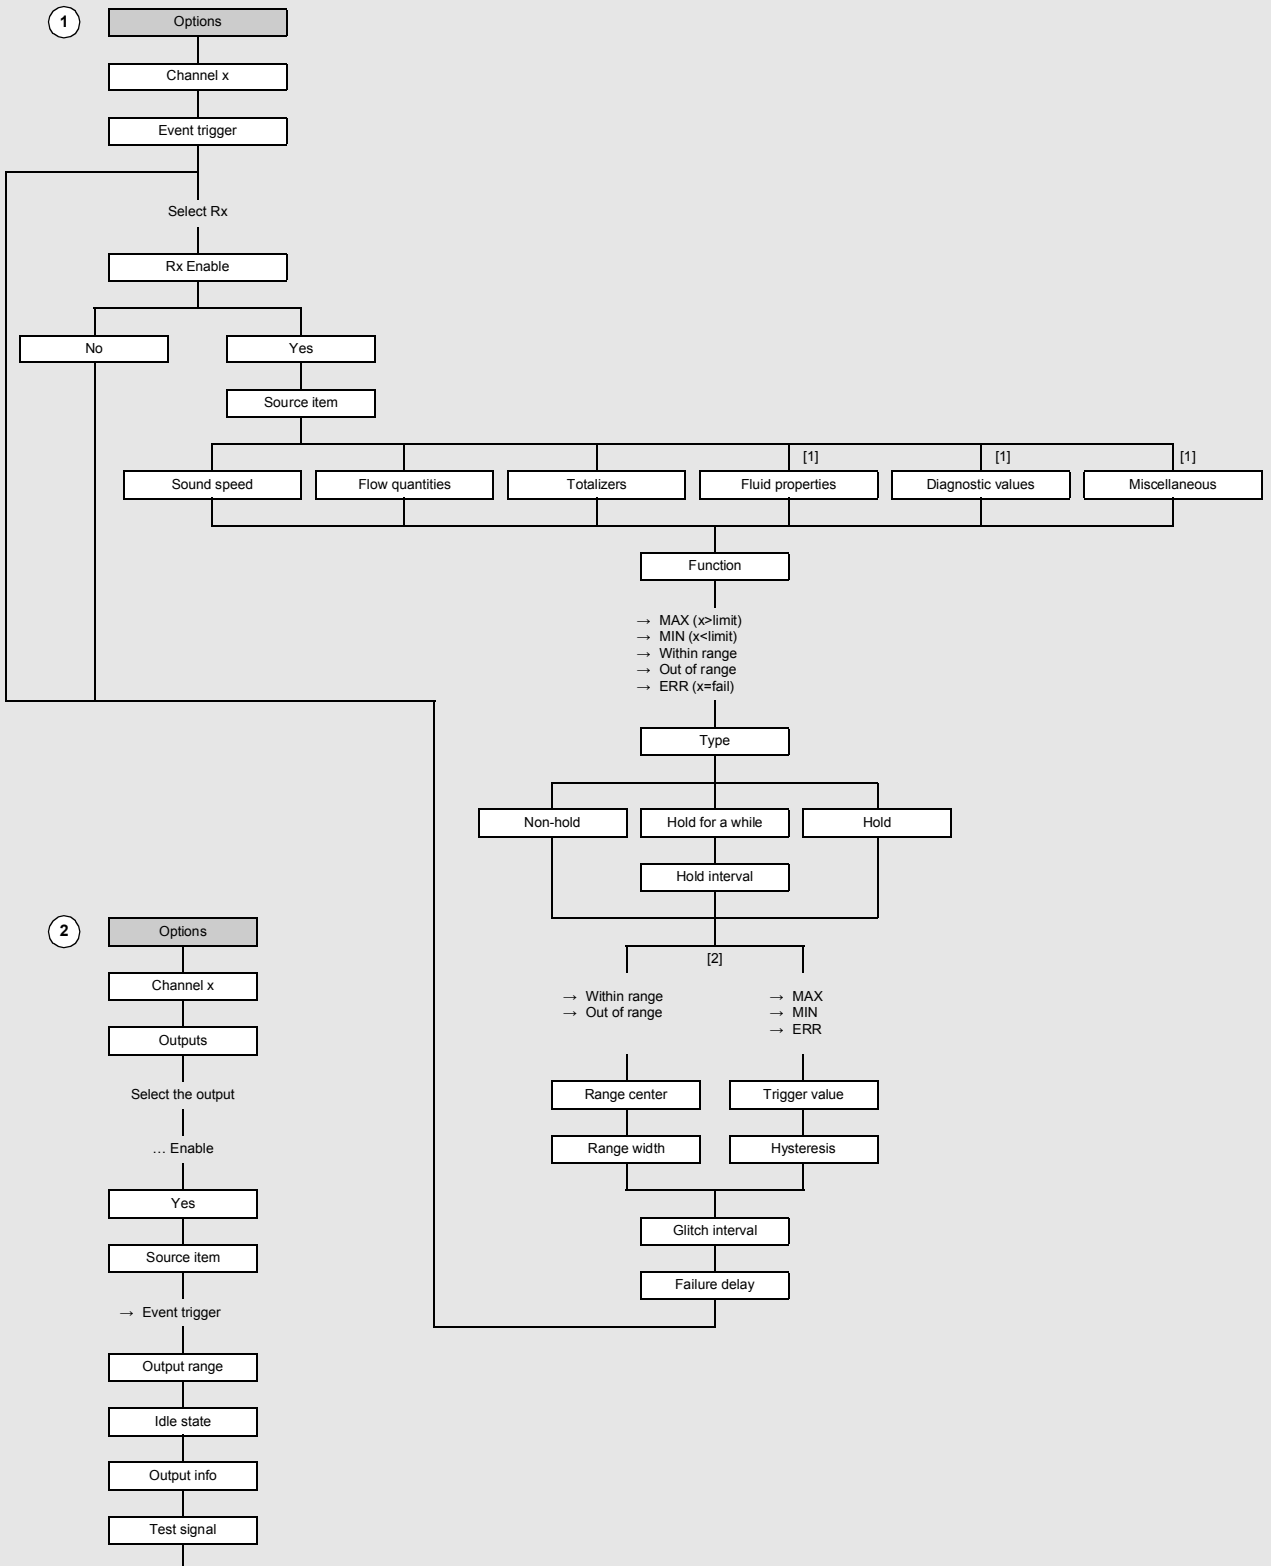 1
Options
Channel x
Event trigger
Select Rx
Rx Enable
No
Yes
Source item
[1]
[1]
[1]
Sound speed
Flow quantities
Totalizers
Fluid properties
Diagnostic values
Miscellaneous
Function
→ MAX (x>limit)
→ MIN (x<limit)
→ Within range
→ Out of range
→ ERR (x=fail)
Type
Non-hold
Hold for a while
Hold
Hold interval
[2]
→ Within range
→ Out of range
→ MAX
→ MIN
→ ERR
Range center
Trigger value
Range width
Hysteresis
Glitch interval
Failure delay
2
Options
Channel x
Outputs
Select the output
… Enable
Yes
Source item
→ Event trigger
Output range
Idle state
Output info
Test signal